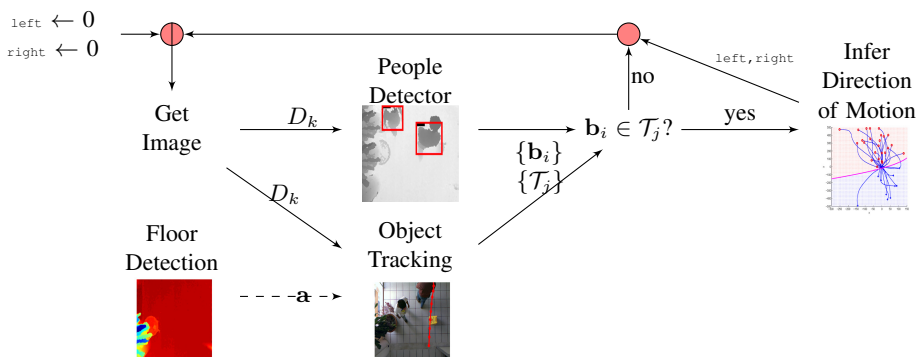 left ← 0
right ← 0
Get
Image
D_k
D_k
People
Detector
Floor
Detection
a
Object
Tracking
{b_i}
{T_j}
b_i ∈ T_j?
no
yes
left,right
Infer
Direction
of Motion